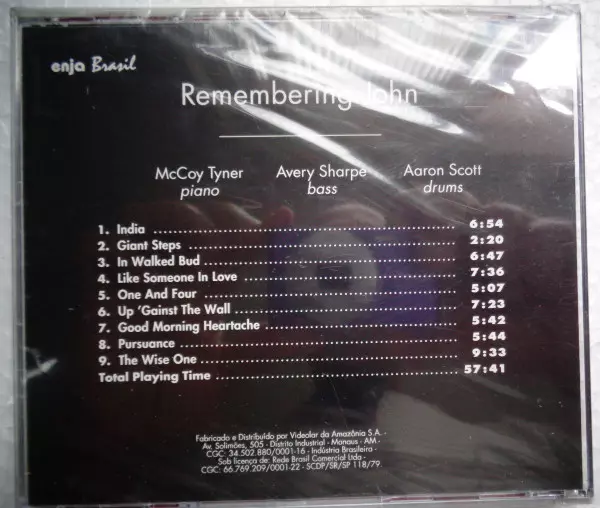 enja Brasil
Remembering John
McCoy Tyner
piano
Avery Sharpe
bass
Aaron Scott
drums
1. India ........ 6:54
2. Giant Steps ........ 2:20
3. In Walked Bud ........ 6:47
4. Like Someone In Love ........ 7:36
5. One And Four ........ 5:07
6. Up 'Gainst The Wall ........ 7:23
7. Good Morning Heartache ........ 5:42
8. Pursuance ........ 5:44
9. The Wise One ........ 9:33
Total Playing Time ........ 57:41
Fabricado e Distribuído por Videolar da Amazônia S.A. -
Av. Solimões, 505 - Distrito Industrial - Manaus - AM -
CGC: 34.502.880/0001-16 - Indústria Brasileira -
Sob licença de: Rede Brasil Comercial Ltda -
CGC: 66.769.209/0001-22 - SCDP/SR/SP 118/79.